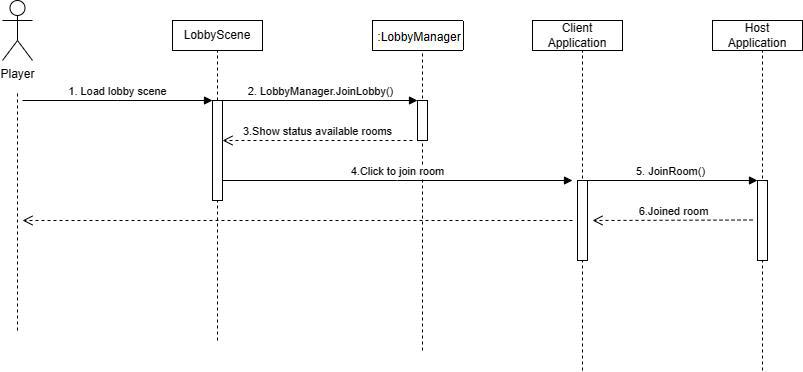 LobbyScene
:LobbyManager
Client
Application
Host
Application
Player
1. Load lobby scene
2. LobbyManager.JoinLobby()
3.Show status available rooms
4.Click to join room
5. JoinRoom()
6.Joined room